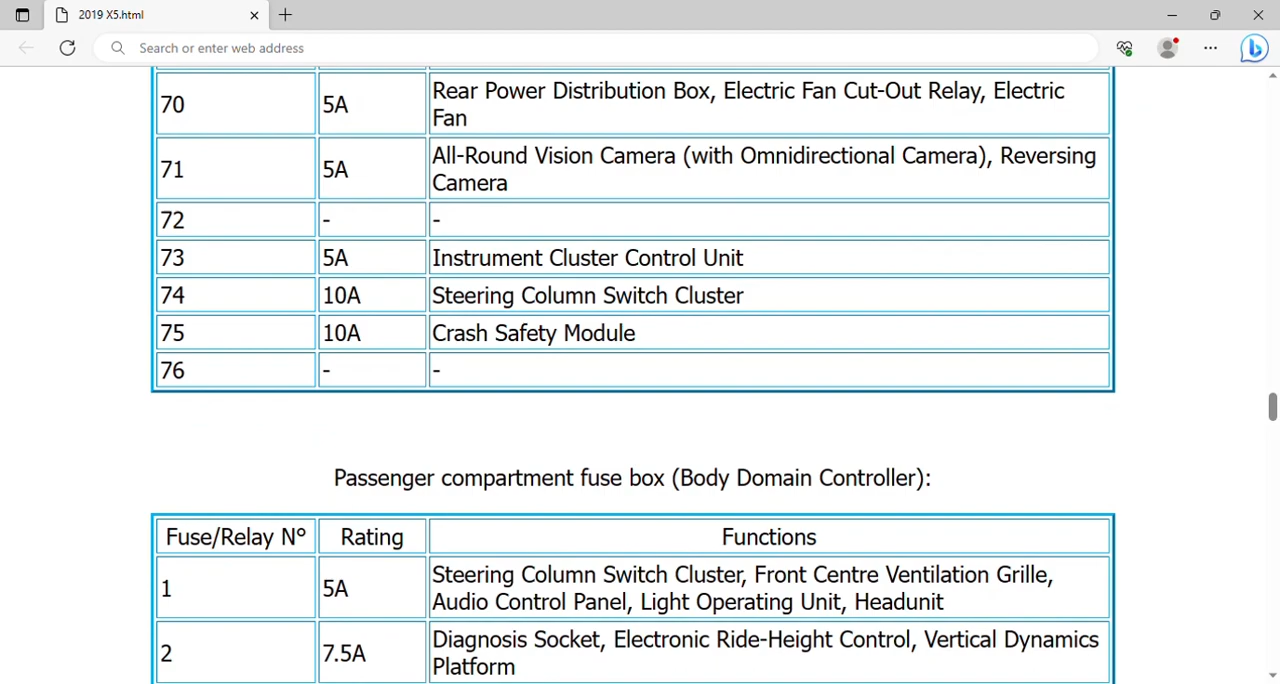 2019 X5.html
Search or enter web address
70 5A Rear Power Distribution Box, Electric Fan Cut-Out Relay, Electric
Fan
71 5A All-Round Vision Camera (with Omnidirectional Camera), Reversing
Camera
72 - -
73 5A Instrument Cluster Control Unit
74 10A Steering Column Switch Cluster
75 10A Crash Safety Module
76 - -
Passenger compartment fuse box (Body Domain Controller):
Fuse/Relay N° Rating Functions
1 5A Steering Column Switch Cluster, Front Centre Ventilation Grille,
Audio Control Panel, Light Operating Unit, Headunit
2 7.5A Diagnosis Socket, Electronic Ride-Height Control, Vertical Dynamics
Platform